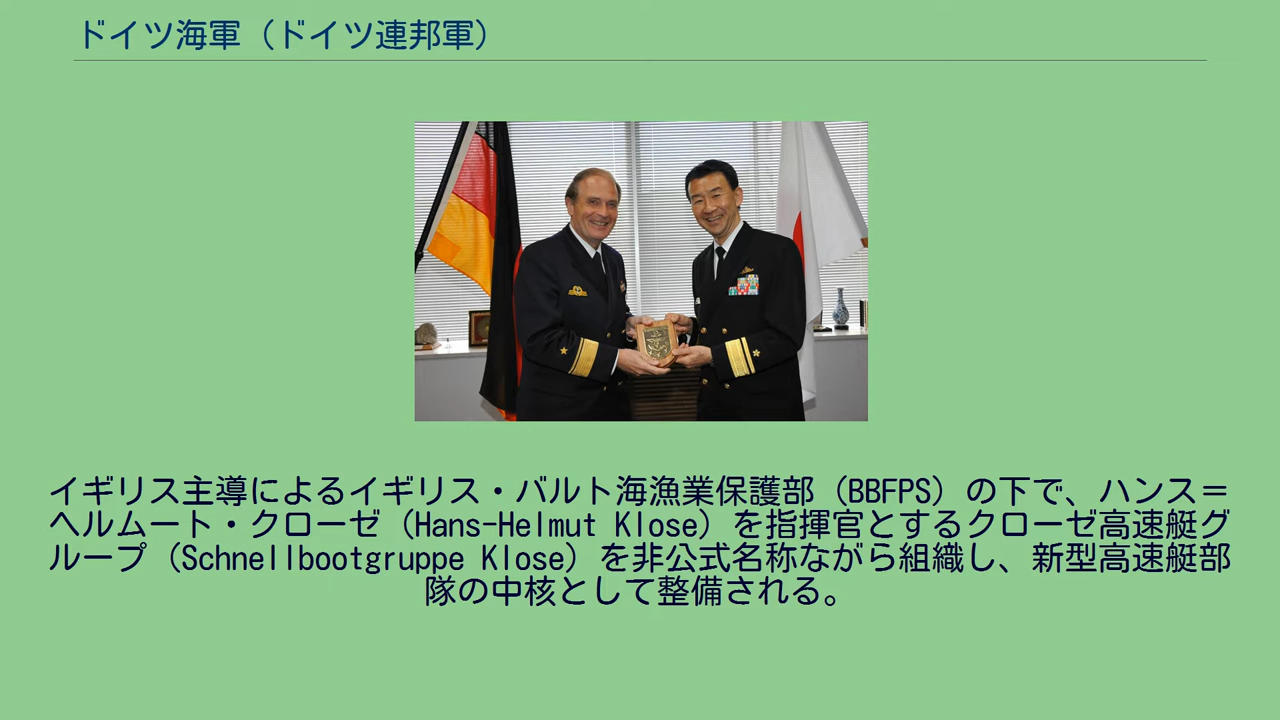 ドイツ海軍（ドイツ連邦軍）
イギリス主導によるイギリス・バルト海漁業保護部（BBFPS）の下で、ハンス＝
ヘルムート・クローゼ（Hans-Helmut Klose）を指揮官とするクローゼ高速艇グ
ループ（Schnellbootgruppe Klose）を非公式名称ながら組織し、新型高速艇部
隊の中核として整備される。